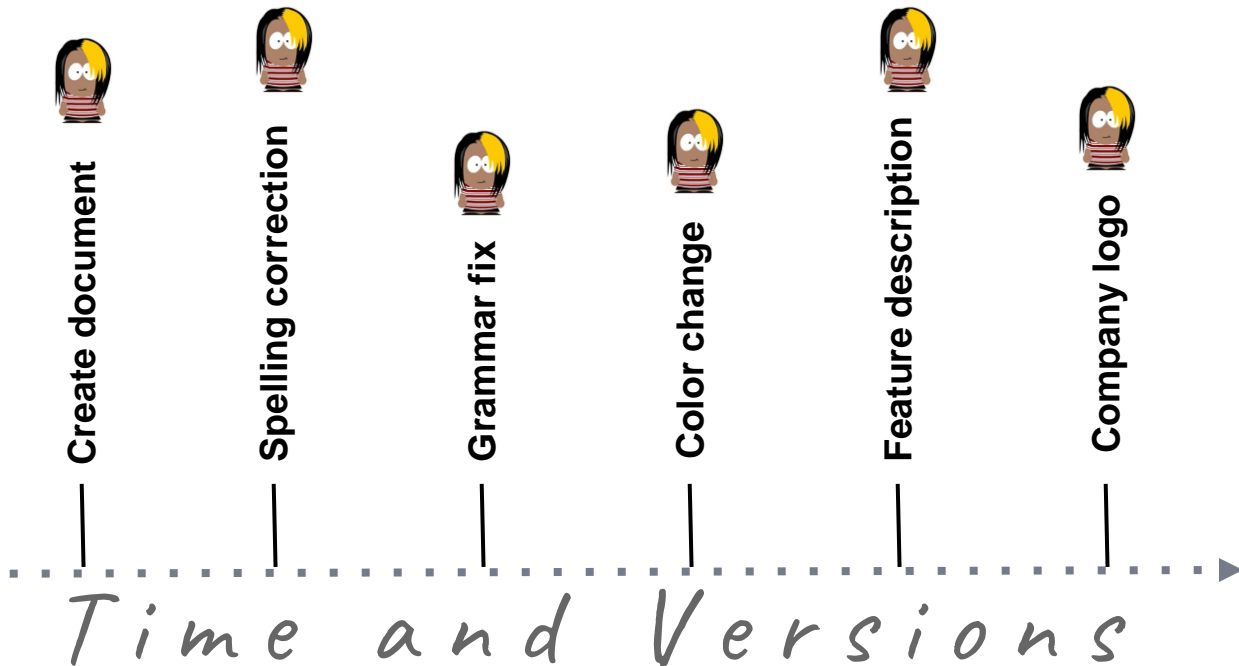 Create document
Spelling correction
Grammar fix
Color change
Feature description
Company logo
Time and Versions